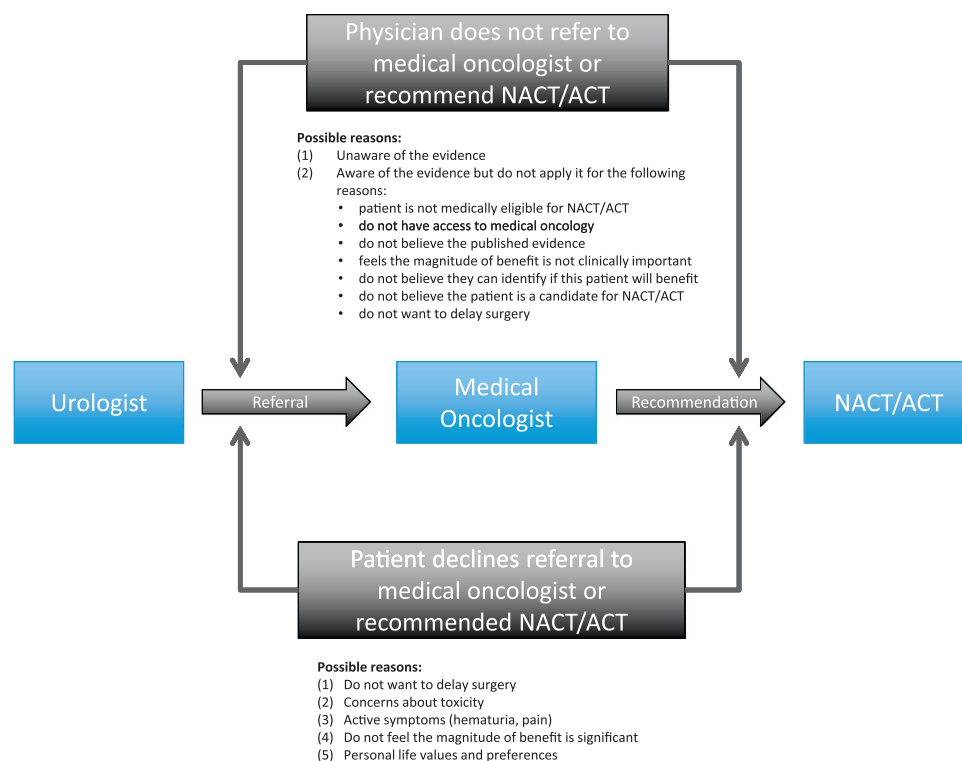 Physician does not refer to
medical oncologist or
recommend NACT/ACT
Possible reasons:
(1) Unaware of the evidence
(2) Aware of the evidence but do not apply it for the following
reasons:
• patient is not medically eligible for NACT/ACT
• do not have access to medical oncology
• do not believe the published evidence
• feels the magnitude of benefit is not clinically important
• do not believe they can identify if this patient will benefit
• do not believe the patient is a candidate for NACT/ACT
• do not want to delay surgery
Urologist
Referral
Medical
Oncologist
Recommendation
NACT/ACT
Patient declines referral to
medical oncologist or
recommended NACT/ACT
Possible reasons:
(1) Do not want to delay surgery
(2) Concerns about toxicity
(3) Active symptoms (hematuria, pain)
(4) Do not feel the magnitude of benefit is significant
(5) Personal life values and preferences